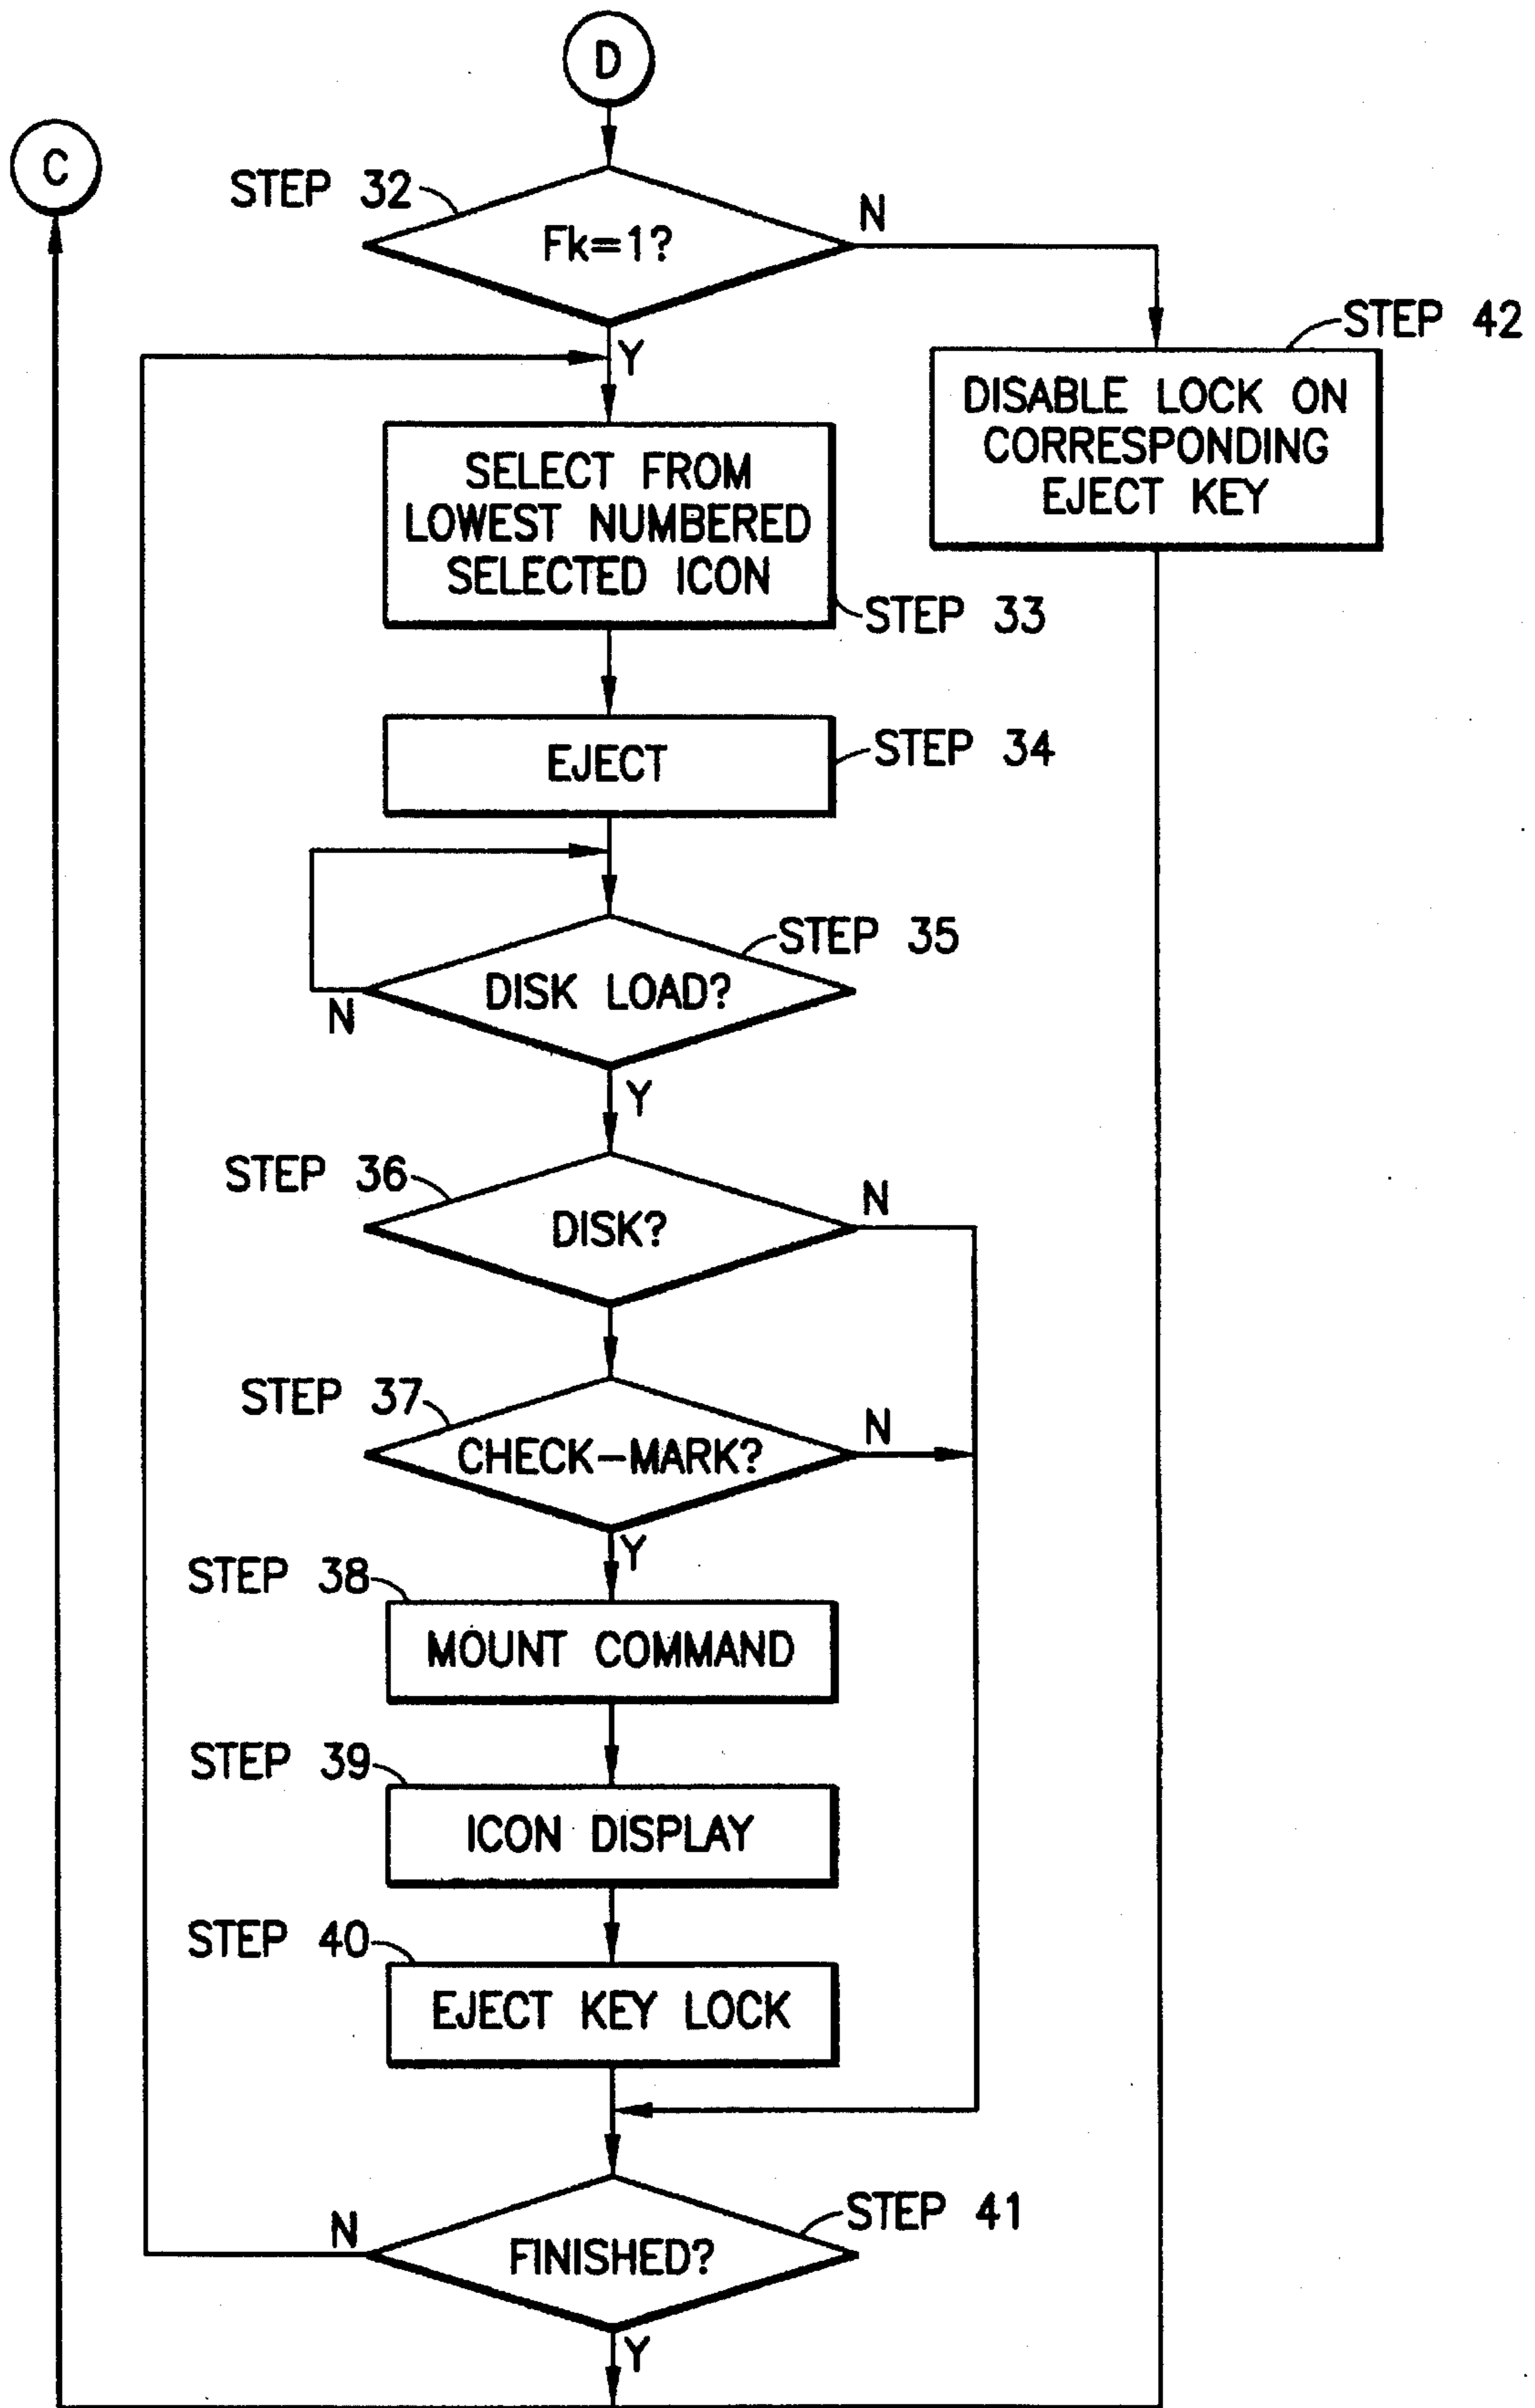 D
C
STEP 32
Fk=1?
N
Y
STEP 42
DISABLE LOCK ON
CORRESPONDING
EJECT KEY
SELECT FROM
LOWEST NUMBERED
SELECTED ICON
STEP 33
EJECT
STEP 34
STEP 35
DISK LOAD?
N
Y
STEP 36
DISK?
N
STEP 37
CHECK-MARK?
N
Y
STEP 38
MOUNT COMMAND
STEP 39
ICON DISPLAY
STEP 40
EJECT KEY LOCK
STEP 41
FINISHED?
N
Y